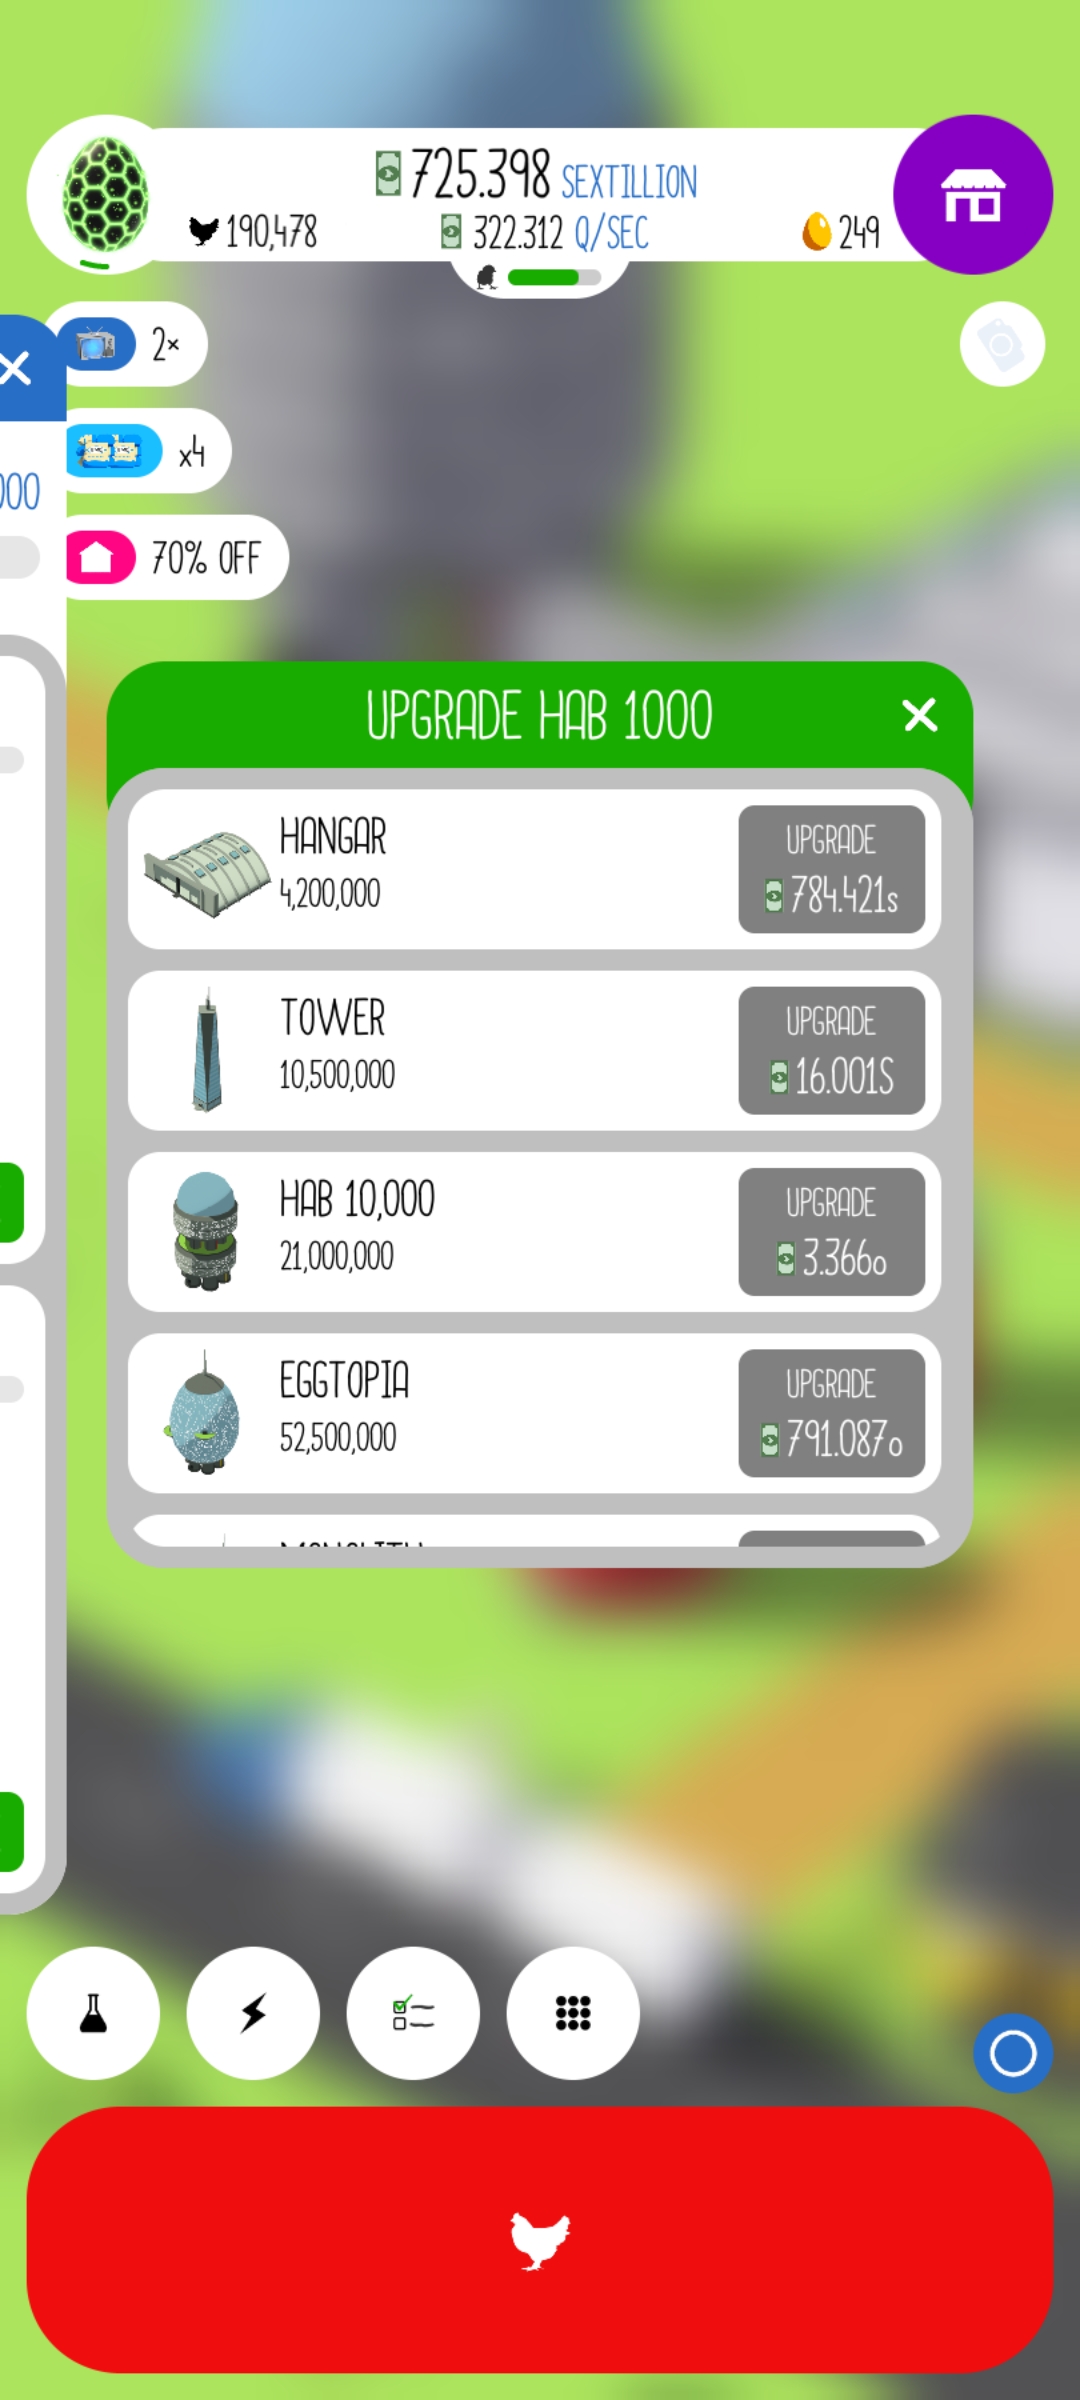 725.398 SEXTILLION
190,478
322.312 Q/SEC
249
2×
x4
000
70% OFF
UPGRADE HAB 1000
HANGAR
4,200,000
UPGRADE
784.421s
TOWER
10,500,000
UPGRADE
16.001S
HAB 10,000
21,000,000
UPGRADE
3.366o
EGGTOPIA
52,500,000
UPGRADE
791.087o